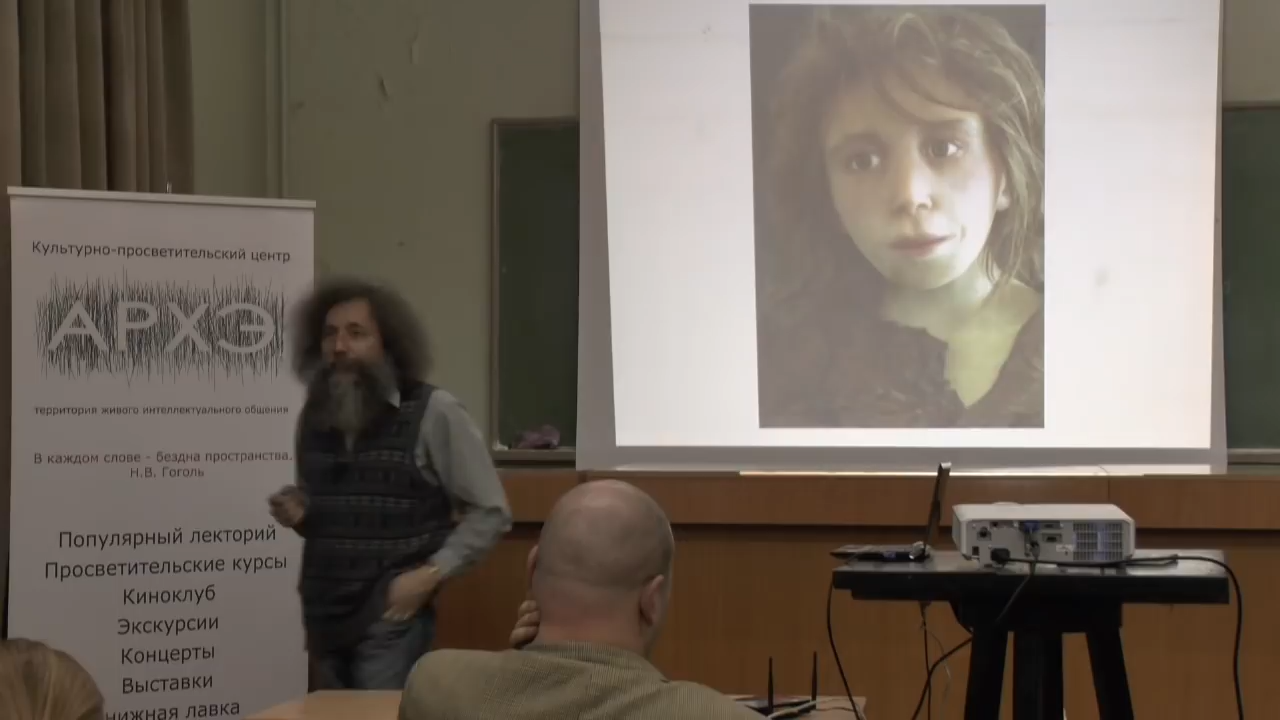 Культурно-просветительский центр
АРХЭ
территория живого интеллектуального общения
В каждом слове - бездна пространства.
Н.В. Гоголь
Популярный лекторий
Просветительские курсы
Киноклуб
Экскурсии
Концерты
Выставки
лавка